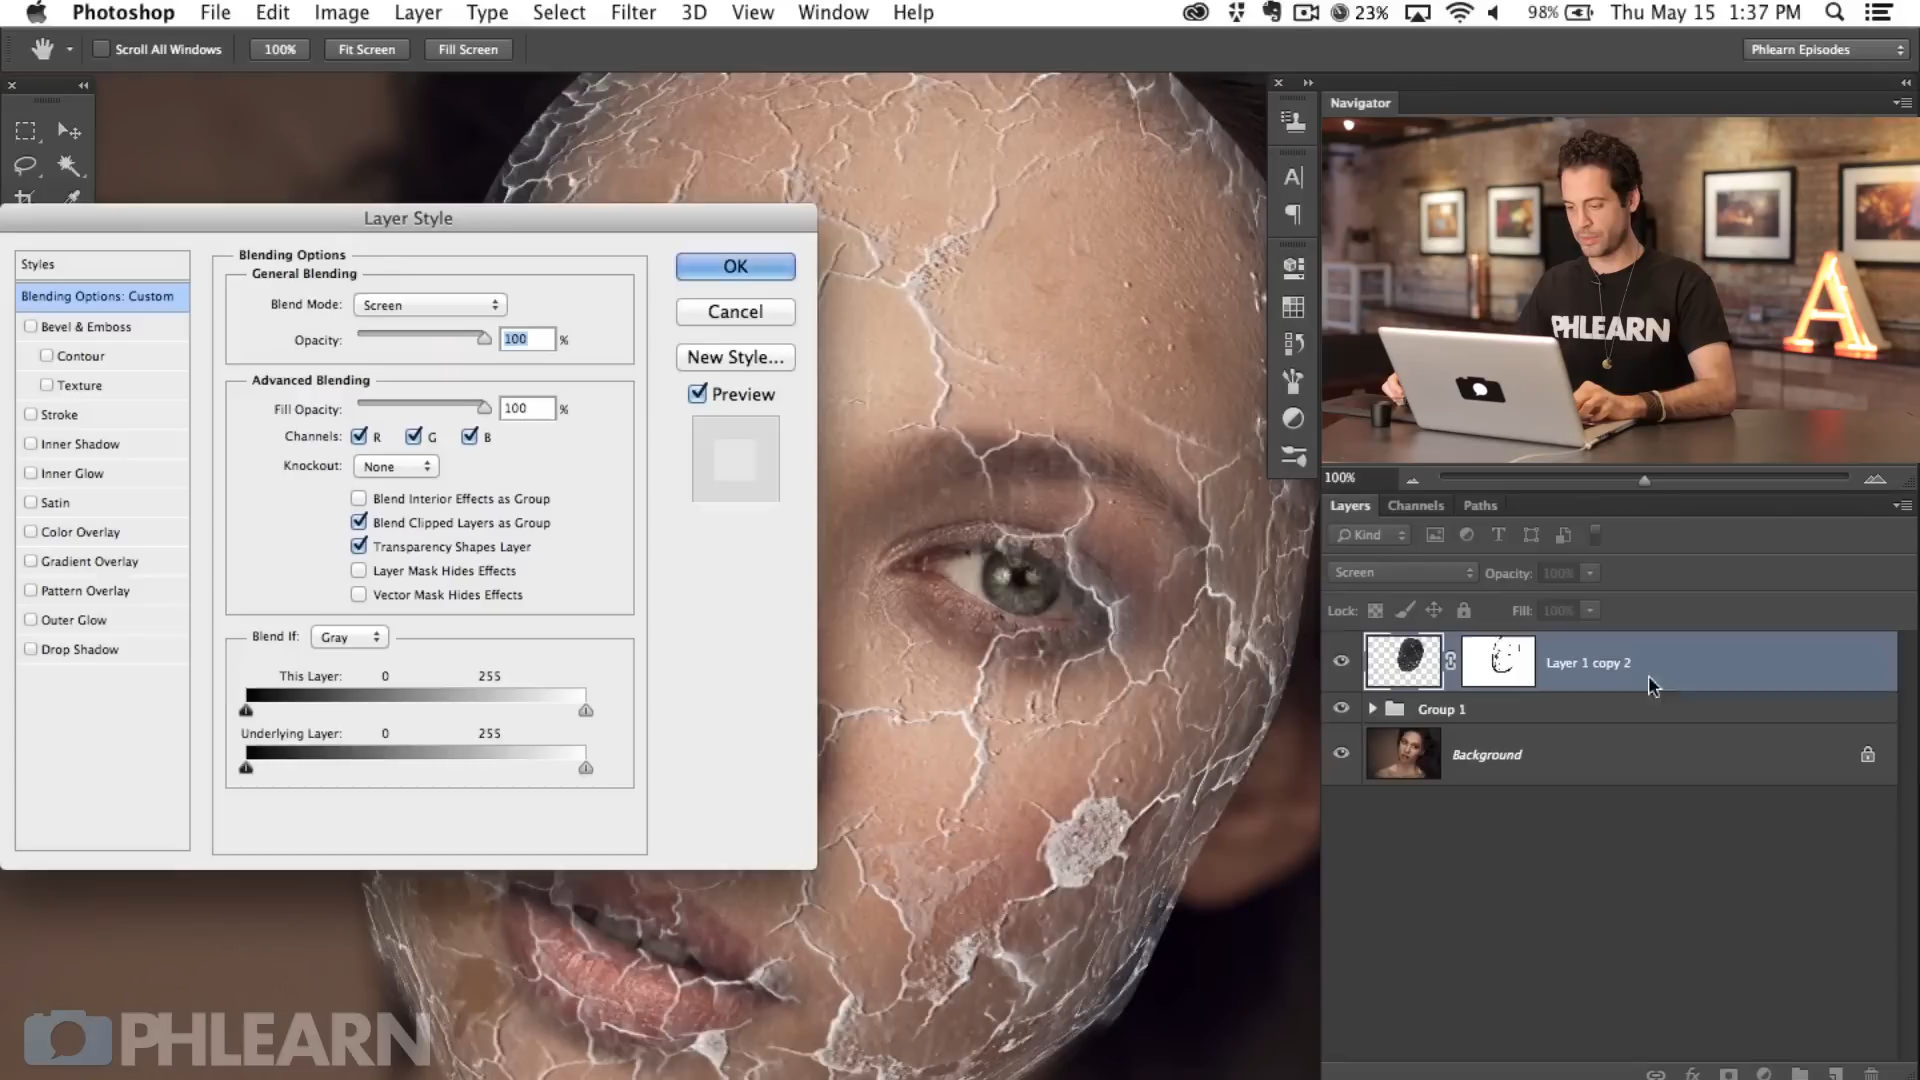 Photoshop File Edit Image Layer Type Select Filter 3D View Window Help 23% 98% Thu May 15 1:37 PM
Scroll All Windows 100% Fit Screen Fill Screen Phlearn Episodes
Navigator
PHLEARN
A
100%
Layer Style
Styles
Blending Options: Custom
Bevel & Emboss
Contour
Texture
Stroke
Inner Shadow
Inner Glow
Satin
Color Overlay
Gradient Overlay
Pattern Overlay
Outer Glow
Drop Shadow
Blending Options
General Blending
Blend Mode: Screen
Opacity: 100 %
Advanced Blending
Fill Opacity: 100 %
Channels: R G B
Knockout: None
Blend Interior Effects as Group
Blend Clipped Layers as Group
Transparency Shapes Layer
Layer Mask Hides Effects
Vector Mask Hides Effects
Blend If: Gray
This Layer: 0 255
Underlying Layer: 0 255
OK
Cancel
New Style...
Preview
Layers Channels Paths
Kind
Screen Opacity: 100%
Lock: Fill: 100%
Layer 1 copy 2
Group 1
Background
PHLEARN